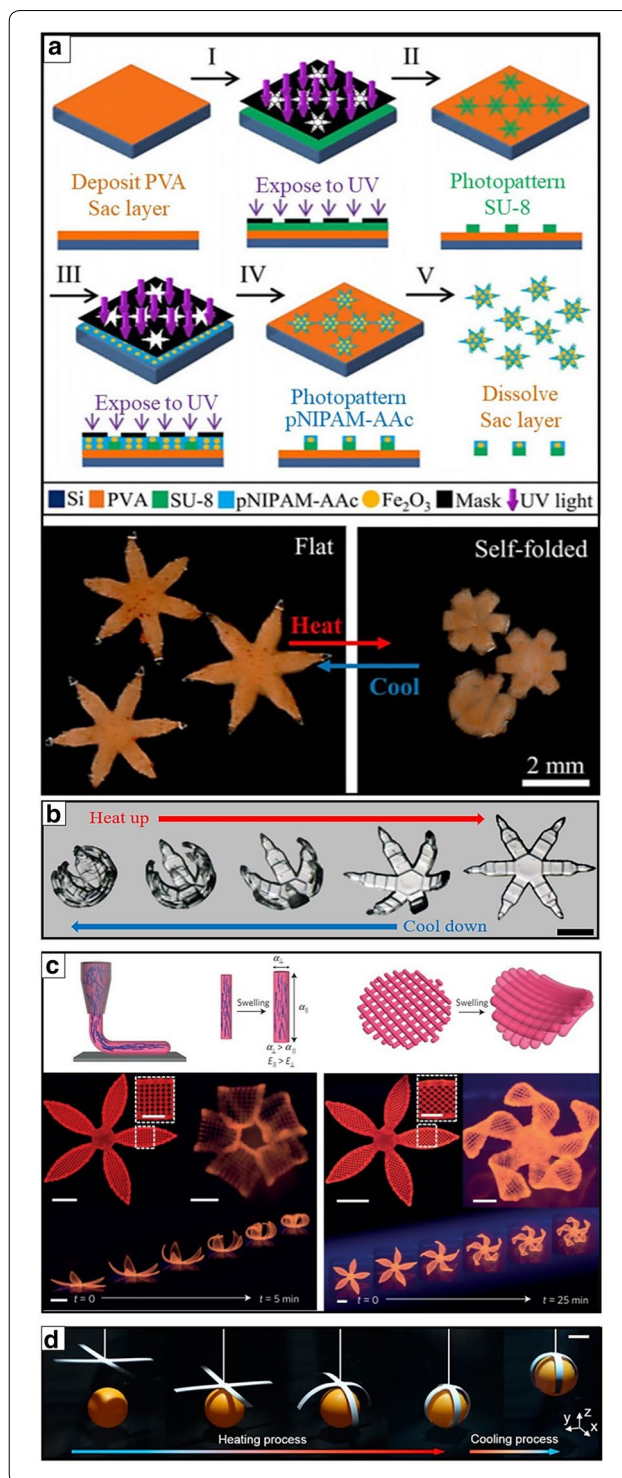 a
I
II
Deposit PVA
Sac layer
Expose to UV
Photopattern
SU-8
III
IV
V
Expose to UV
Photopattern
pNIPAM-AAc
Dissolve
Sac layer
Si PVA SU-8 pNIPAM-AAc Fe₂O₃ Mask UV light
Flat
Self-folded
Heat
Cool
2 mm
b
Heat up
Cool down
c
Swelling
α⊥
α∥
α⊥ > α∥
E∥ > E⊥
Swelling
t = 0
t = 5 min
t = 0
t = 25 min
d
Heating process
Cooling process
z
y
x